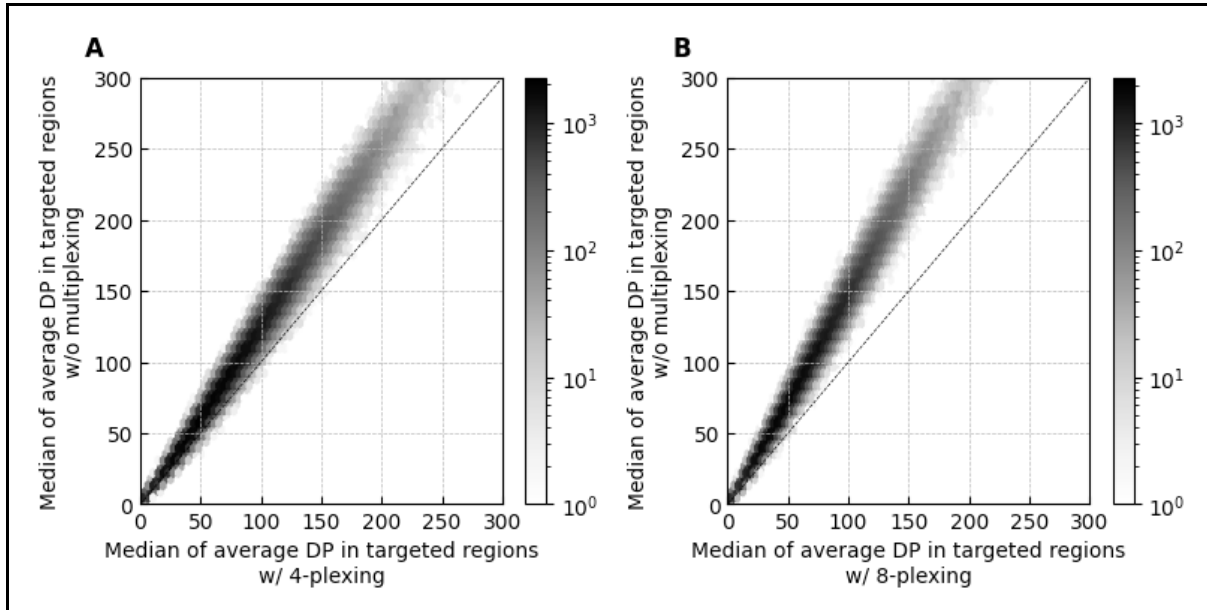 A
Median of average DP in targeted regions
w/o multiplexing
300
250
200
150
100
50
0
0 50 100 150 200 250 300
Median of average DP in targeted regions
w/ 4-plexing
10³
10²
10¹
10⁰
B
Median of average DP in targeted regions
w/o multiplexing
300
250
200
150
100
50
0
0 50 100 150 200 250 300
Median of average DP in targeted regions
w/ 8-plexing
10³
10²
10¹
10⁰